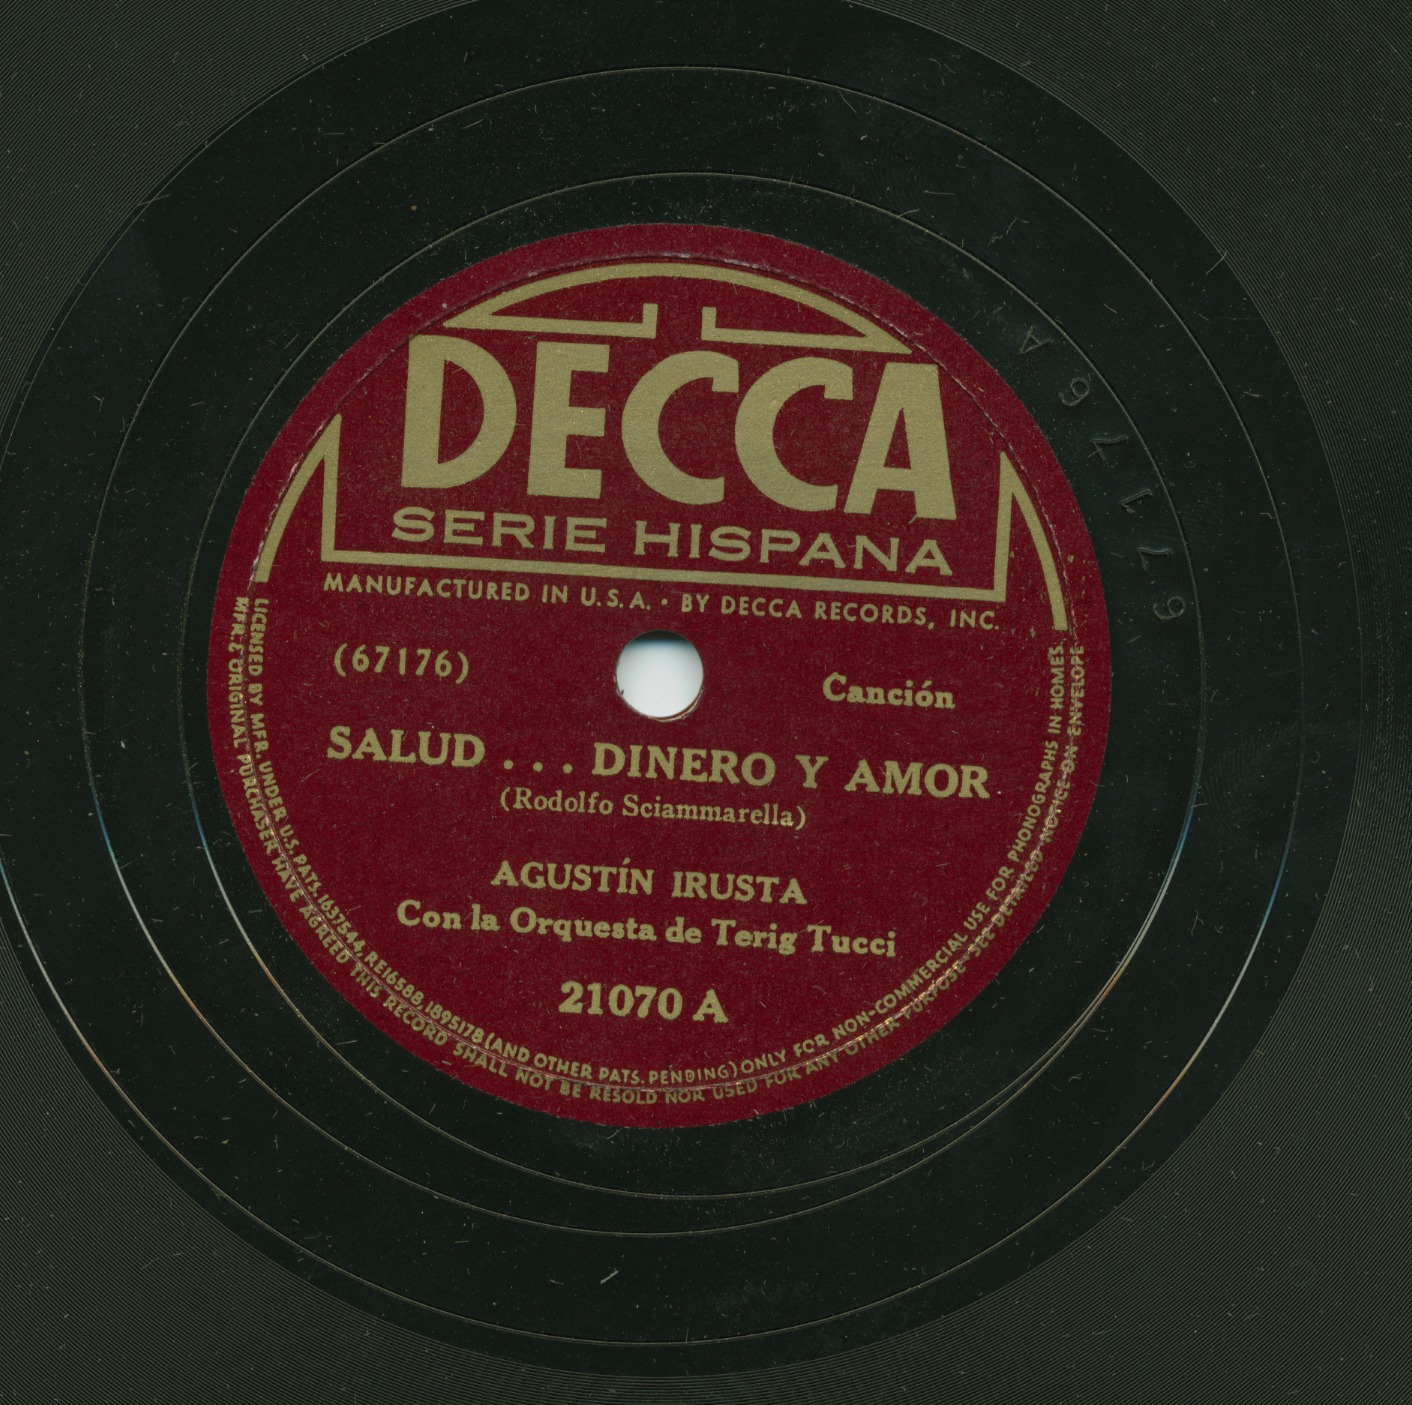 DECCA
SERIE HISPANA
MANUFACTURED IN U.S.A. • BY DECCA RECORDS, INC.
(67176)
Canción
SALUD . . . DINERO Y AMOR
(Rodolfo Sciammarella)
AGUSTÍN IRUSTA
Con la Orquesta de Terig Tucci
21070 A
LICENSED BY MFR. UNDER U.S. PATS. 1637544, RE16588, 1895178 (AND OTHER PATS. PENDING) ONLY FOR NON-COMMERCIAL USE FOR PHONOGRAPHS IN HOMES.
MFR. & ORIGINAL PURCHASER HAVE AGREED THIS RECORD SHALL NOT BE RESOLD NOR USED FOR ANY OTHER PURPOSE. SEE DETAILED NOTICE ON ENVELOPE
67176 A